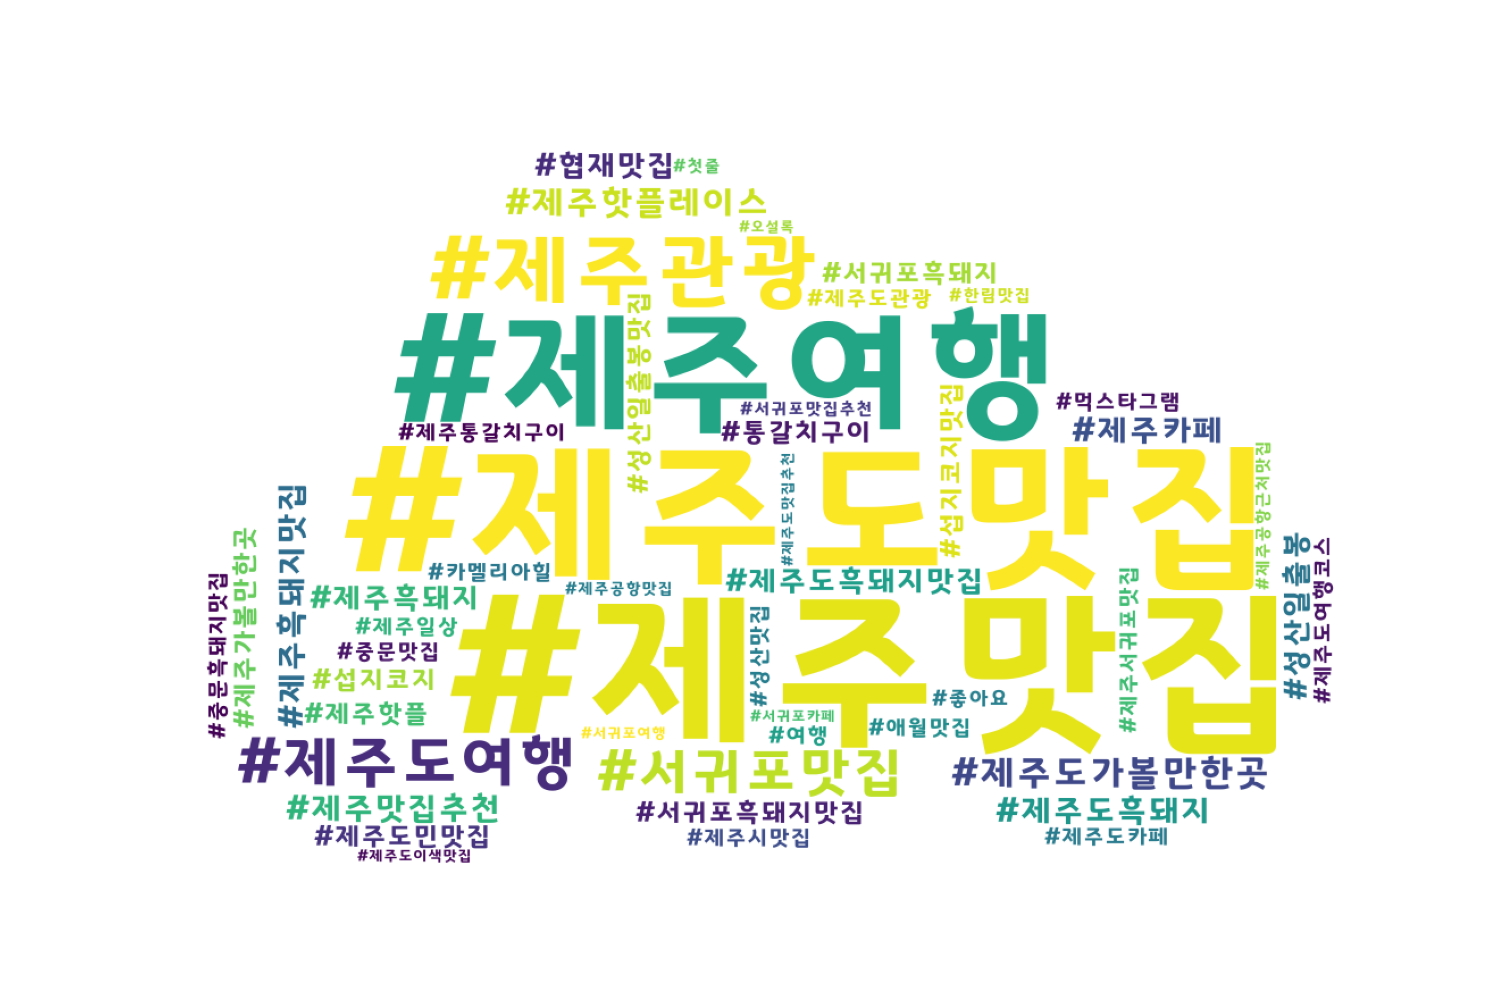 #협재맛집
#첫줄
#제주핫플레이스
#오설록
#제주관광
#서귀포흑돼지
#제주도관광
#한림맛집
#성산일출봉맛집
#제주여행
#서귀포맛집추천
#섭지코지맛집
#먹스타그램
#제주통갈치구이
#통갈치구이
#제주카페
#제주도맛집
#제주도맛집추천
#제주공항근처맛집
#제주흑돼지맛집
#제주가볼만한곳
#중문흑돼지맛집
#성산일출봉
#제주도여행코스
#카멜리아힐
#제주공항맛집
#제주도흑돼지맛집
#제주서귀포맛집
#제주흑돼지
#제주맛집
#성산맛집
#제주일상
#중문맛집
#섭지코지
#좋아요
#제주핫플
#서귀포카페
#애월맛집
#서귀포여행
#여행
#제주도여행
#서귀포맛집
#제주도가볼만한곳
#제주맛집추천
#서귀포흑돼지맛집
#제주도흑돼지
#제주도민맛집
#제주시맛집
#제주도카페
#제주도이색맛집